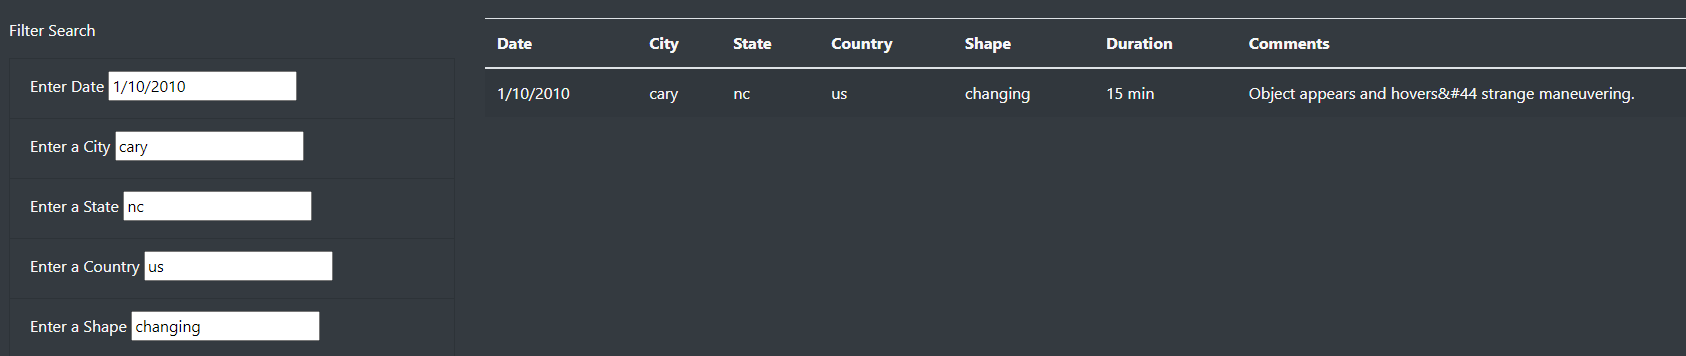 Filter Search
Enter Date 1/10/2010
Enter a City cary
Enter a State nc
Enter a Country us
Enter a Shape changing
Date City State Country Shape Duration Comments
1/10/2010 cary nc us changing 15 min Object appears and hovers&#44 strange maneuvering.